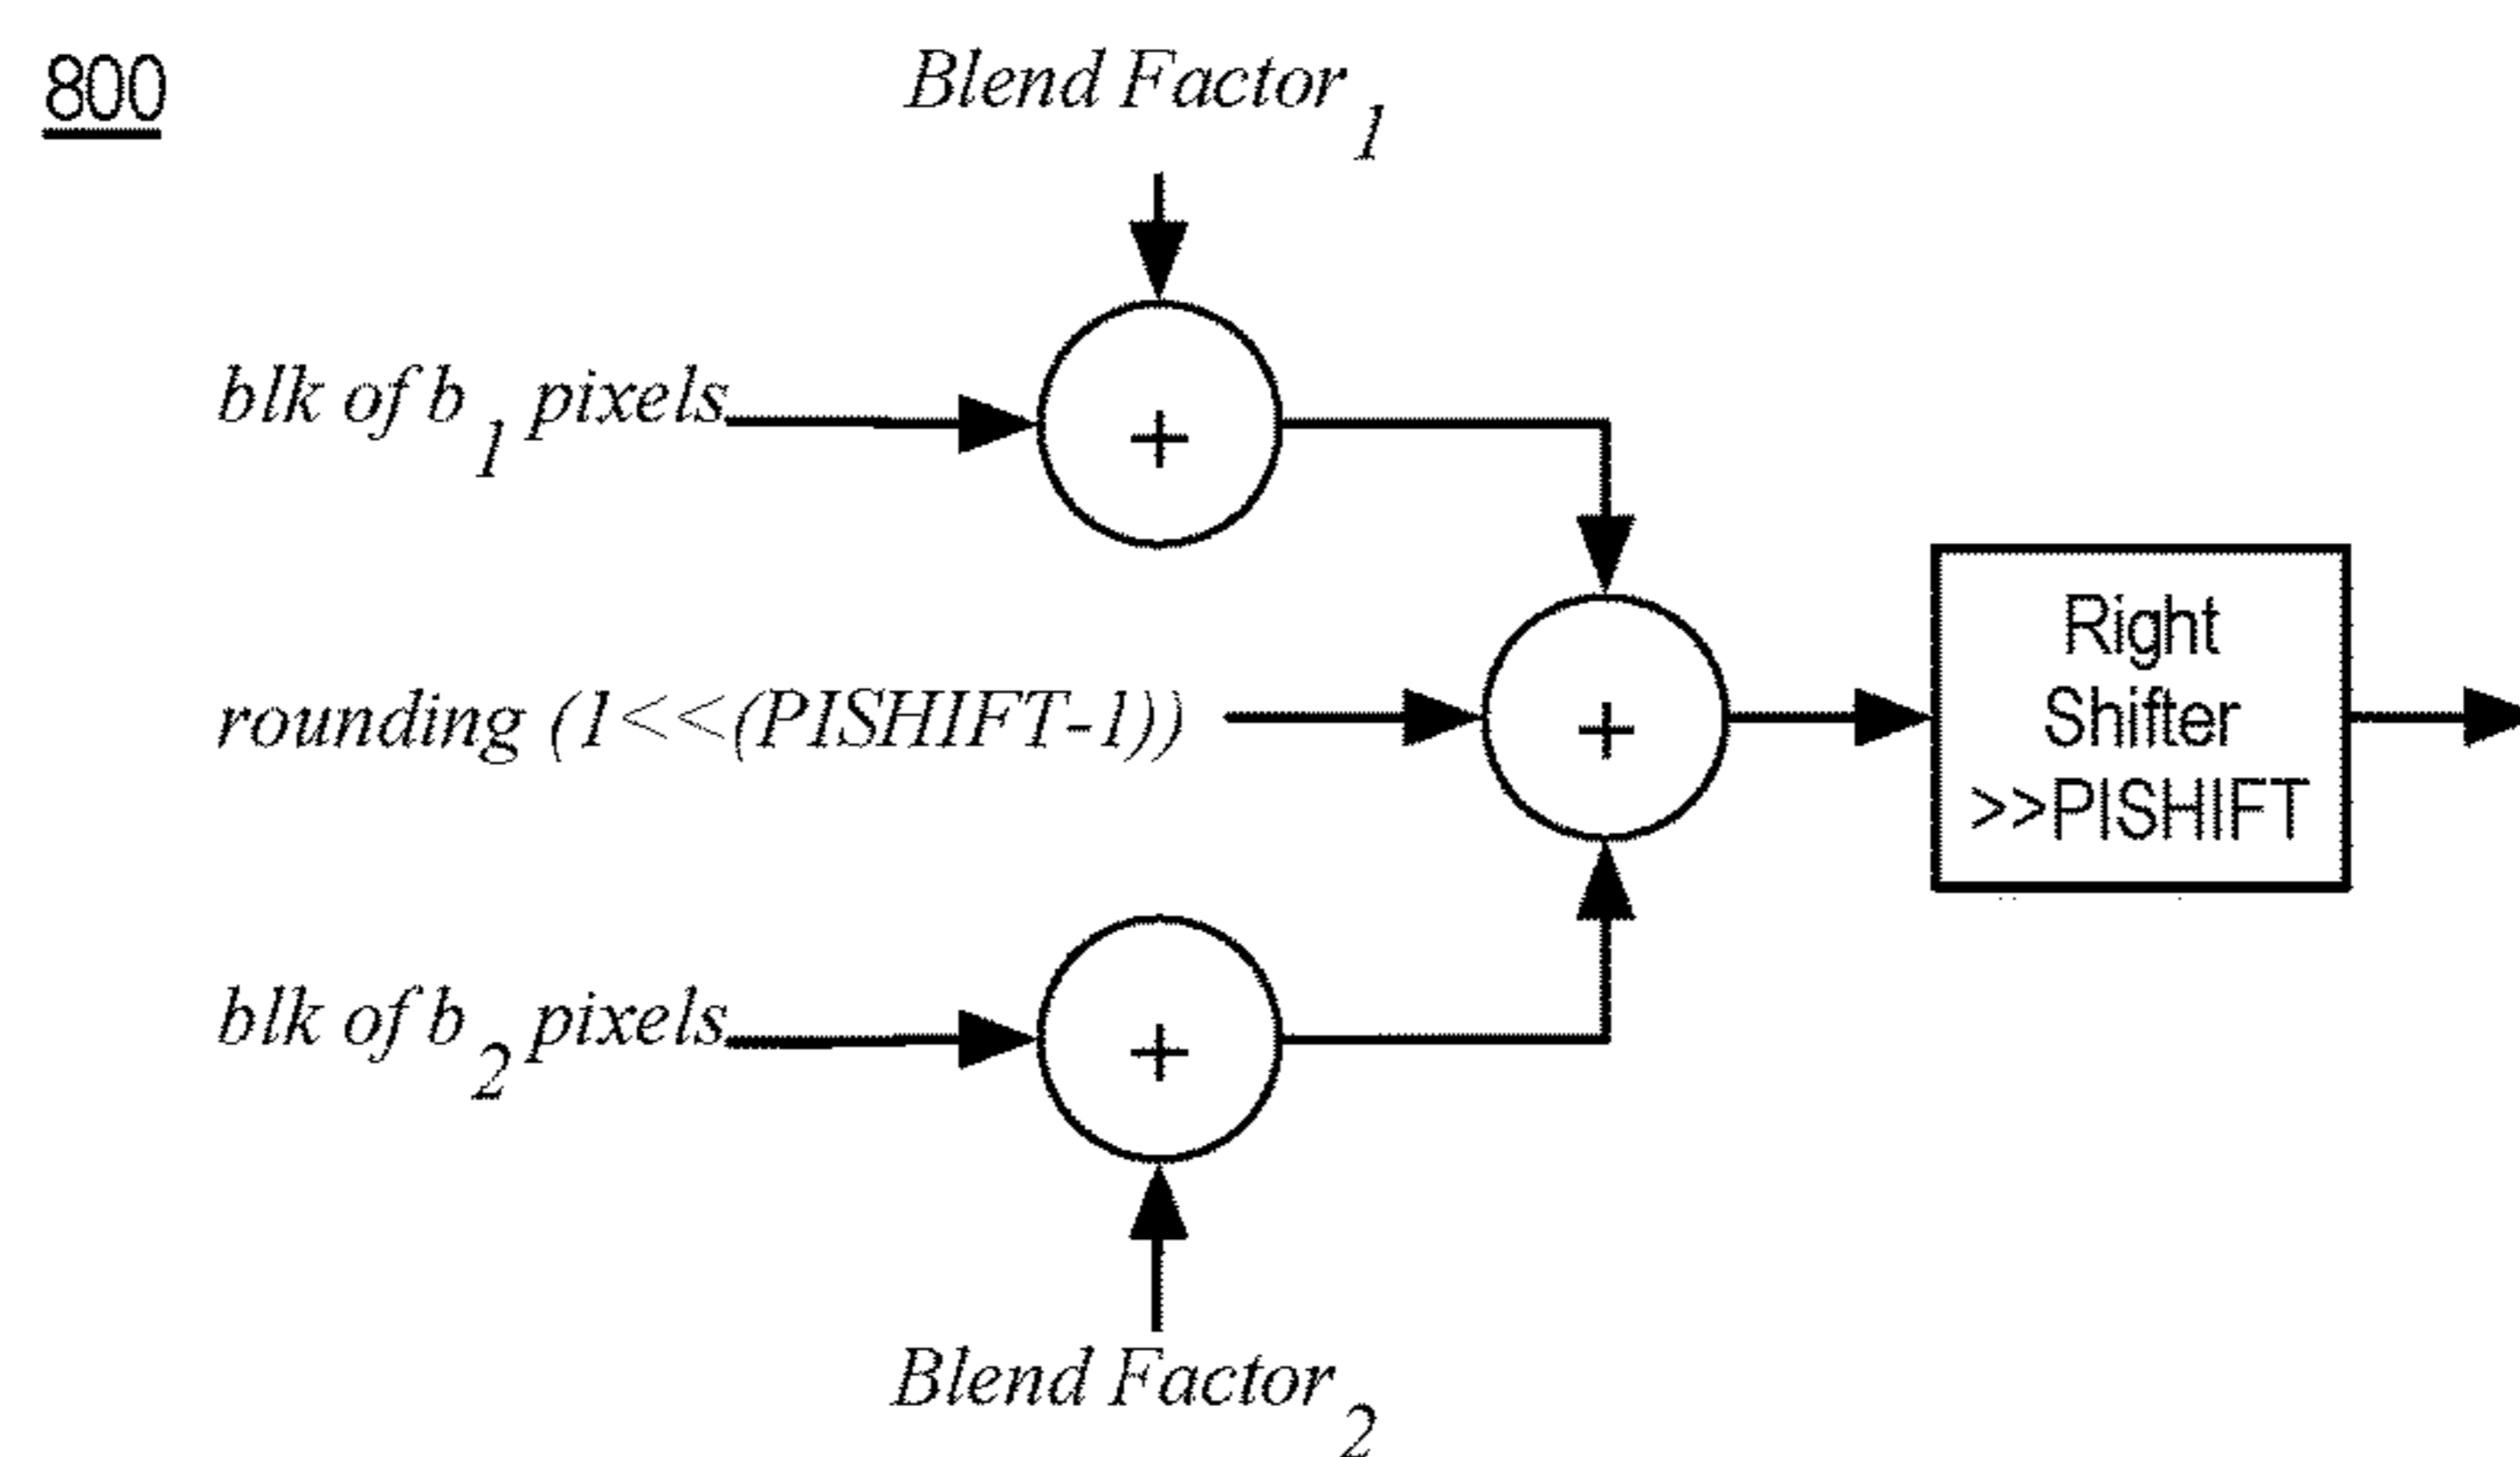 800
Blend Factor 1
blk of b 1 pixels
+
rounding (1<<(PISHIFT-1))
+
Right
Shifter
>>PISHIFT
blk of b 2 pixels
+
Blend Factor 2